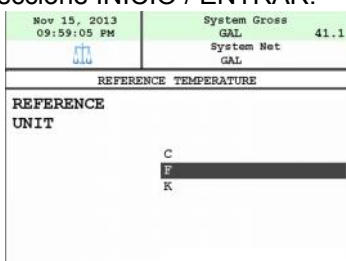 INICIO / ENTRAR.
Nov 15, 2013
09:59:05 PM
System Gross
GAL 41.1
System Net
GAL
REFERENCE TEMPERATURE
REFERENCE
UNIT
C
F
K